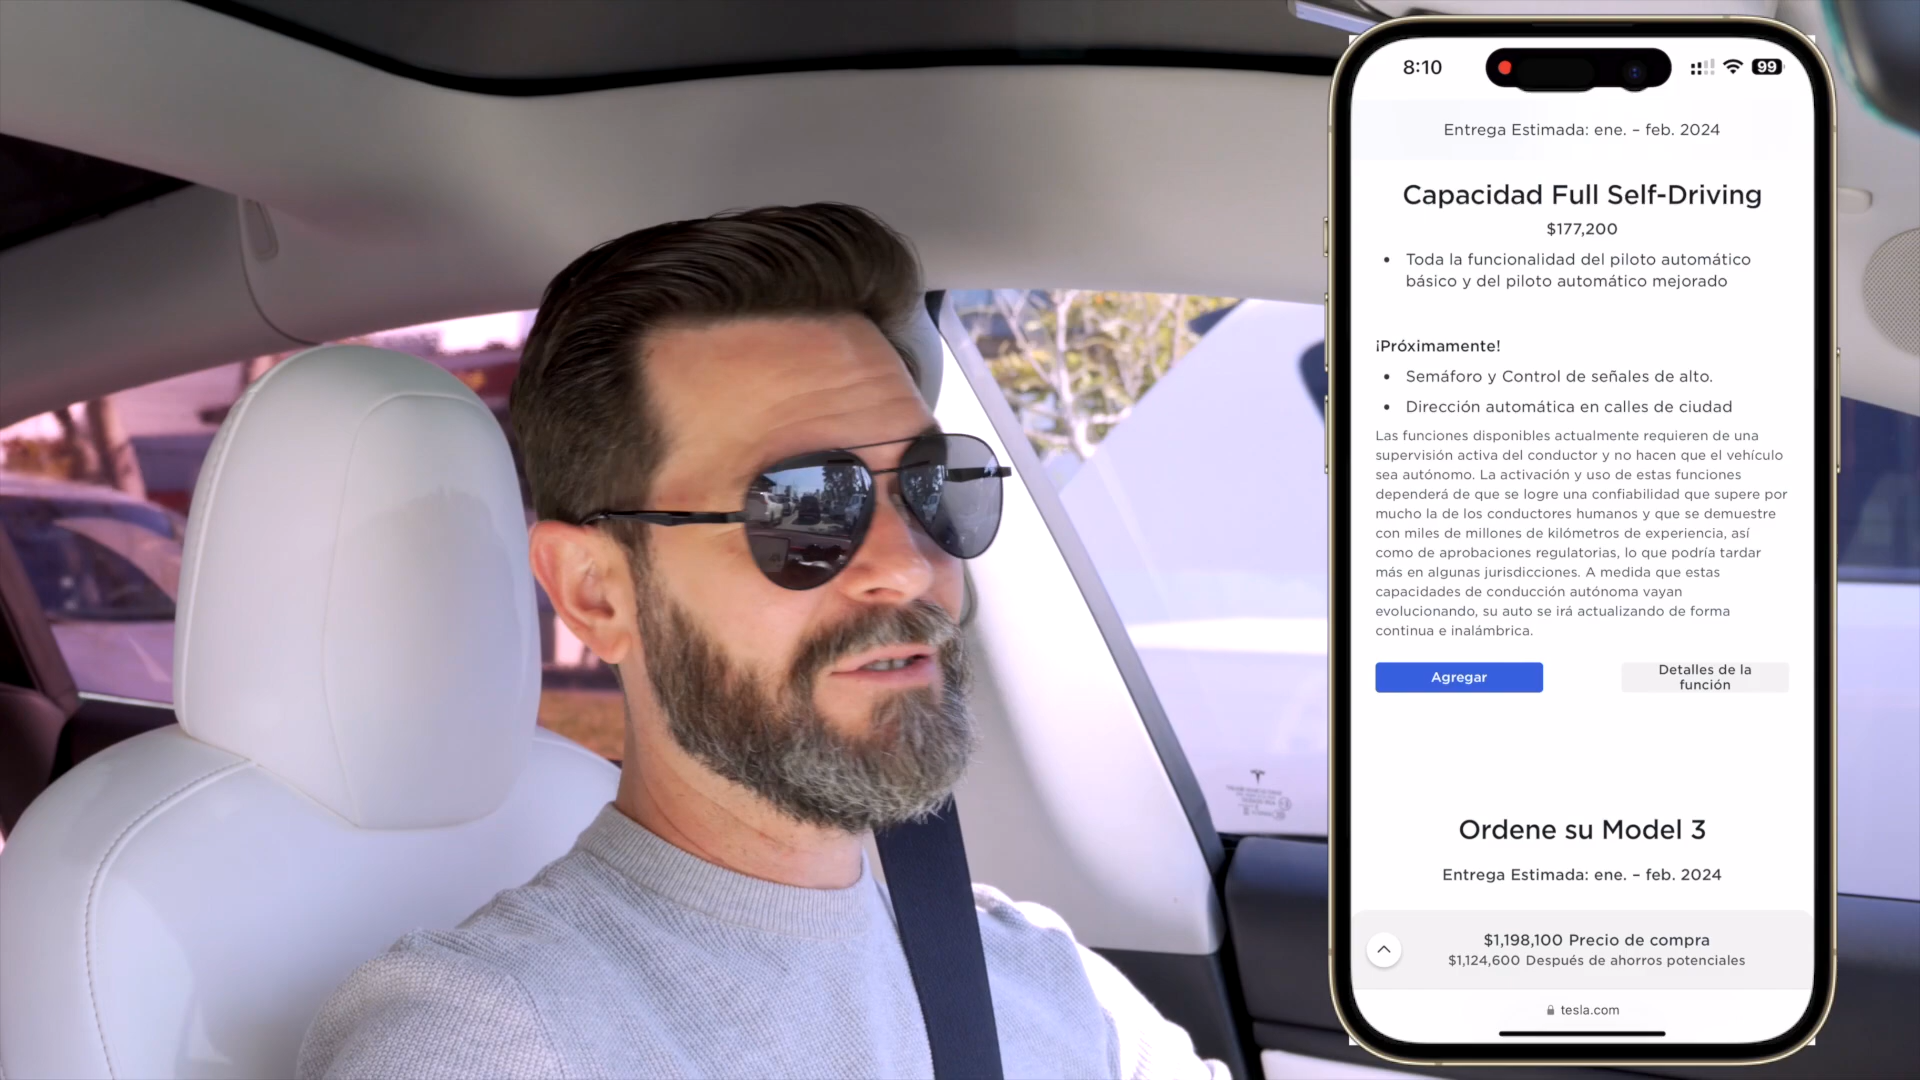 8:10
99
Entrega Estimada: ene. – feb. 2024
Capacidad Full Self-Driving
$177,200
• Toda la funcionalidad del piloto automático
básico y del piloto automático mejorado
¡Próximamente!
• Semáforo y Control de señales de alto.
• Dirección automática en calles de ciudad
Las funciones disponibles actualmente requieren de una
supervisión activa del conductor y no hacen que el vehículo
sea autónomo. La activación y uso de estas funciones
dependerá de que se logre una confiabilidad que supere por
mucho la de los conductores humanos y que se demuestre
con miles de millones de kilómetros de experiencia, así
como de aprobaciones regulatorias, lo que podría tardar
más en algunas jurisdicciones. A medida que estas
capacidades de conducción autónoma vayan
evolucionando, su auto se irá actualizando de forma
continua e inalámbrica.
Agregar
Detalles de la
función
Ordene su Model 3
Entrega Estimada: ene. – feb. 2024
$1,198,100 Precio de compra
$1,124,600 Después de ahorros potenciales
tesla.com